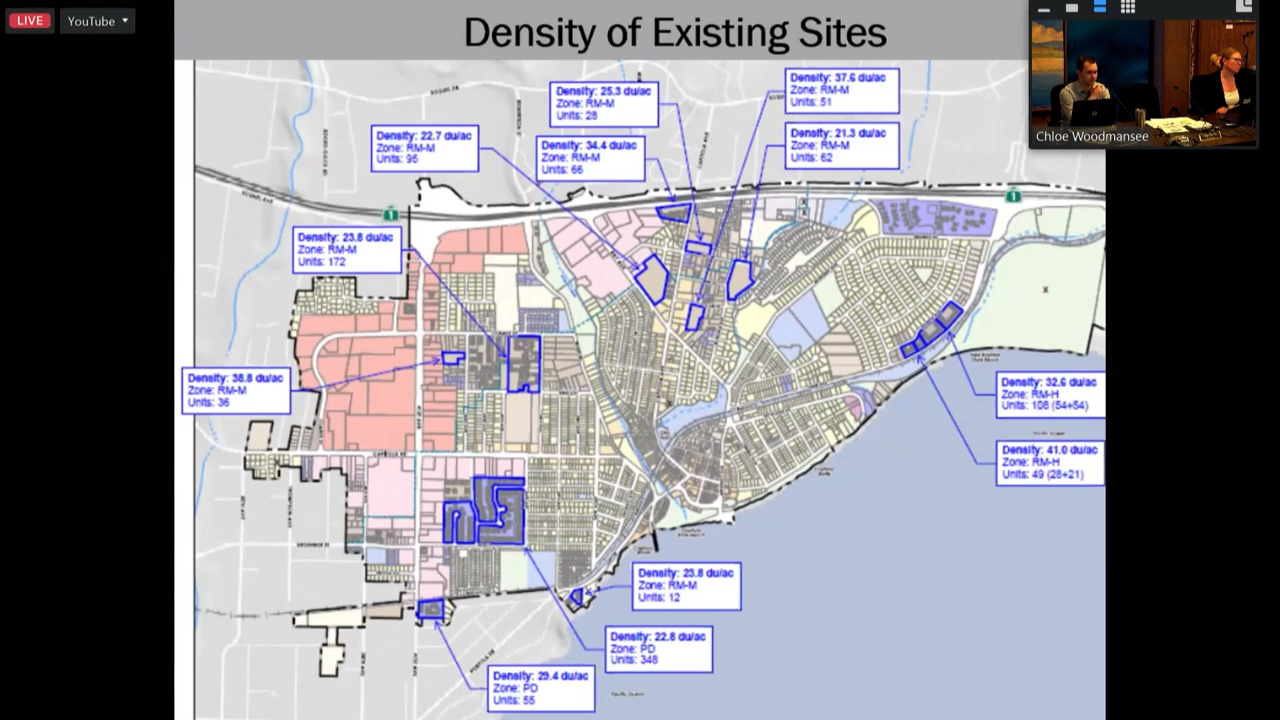 LIVE
YouTube
Density of Existing Sites
Chloe Woodmansee
Density: 37.6 du/ac
Zone: RM-M
Units: 51
Density: 25.3 du/ac
Zone: RM-M
Units: 28
Density: 21.3 du/ac
Zone: RM-M
Units: 62
Density: 22.7 du/ac
Zone: RM-M
Units: 95
Density: 34.4 du/ac
Zone: RM-M
Units: 66
1
1
Density: 23.8 du/ac
Zone: RM-M
Units: 172
X
Density: 38.8 du/ac
Zone: RM-M
Units: 36
Density: 32.6 du/ac
Zone: RM-H
Units: 108 (54+54)
Density: 41.0 du/ac
Zone: RM-H
Units: 49 (28+21)
CAPITOLA RD
Density: 23.8 du/ac
Zone: RM-M
Units: 12
Density: 22.8 du/ac
Zone: PD
Units: 348
Density: 29.4 du/ac
Zone: PD
Units: 55
Pacific Ocean